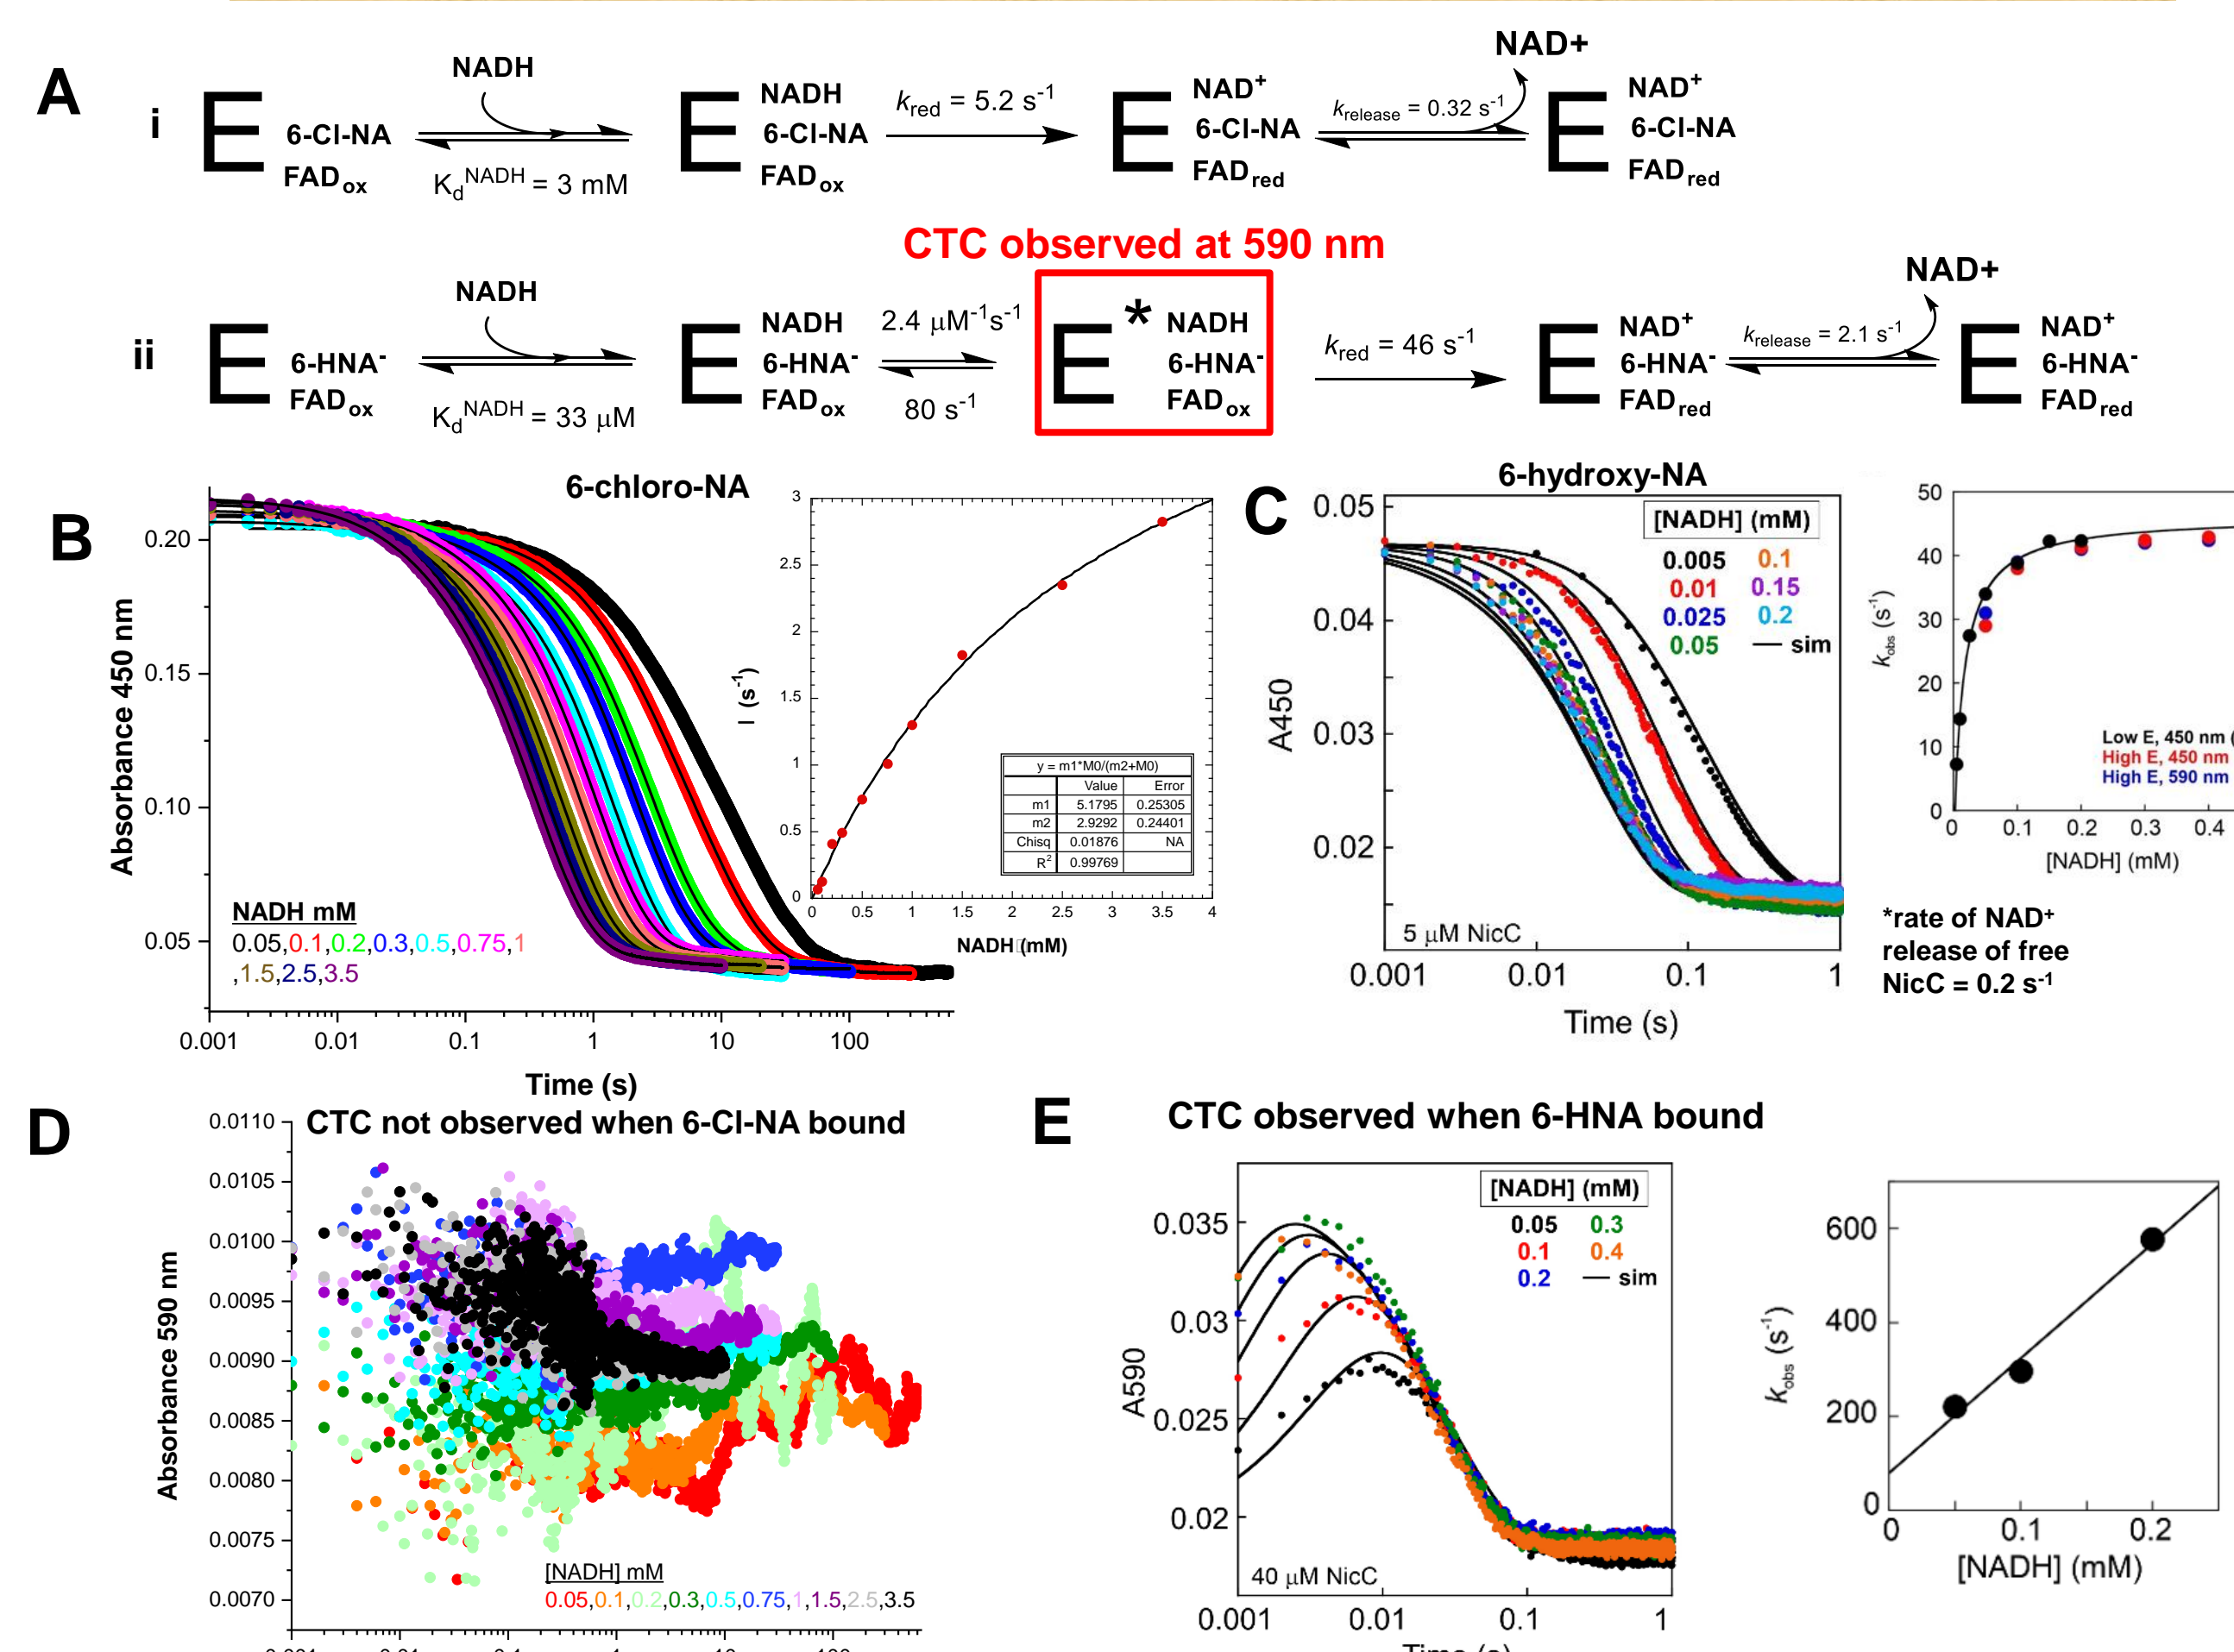 A
i
NADH
E
6-Cl-NA
FADox
KdNADH = 3 mM
E
NADH
6-Cl-NA
FADox
kred = 5.2 s-1
E
NAD+
6-Cl-NA
FADred
krelease = 0.32 s-1
NAD+
E
NAD+
6-Cl-NA
FADred
CTC observed at 590 nm
ii
NADH
E
6-HNA-
FADox
KdNADH = 33 μM
E
NADH
6-HNA-
FADox
2.4 μM-1s-1
80 s-1
E
* NADH
6-HNA-
FADox
kred = 46 s-1
E
NAD+
6-HNA-
FADred
krelease = 2.1 s-1
NAD+
E
NAD+
6-HNA-
FADred
B
6-chloro-NA
Absorbance 450 nm
0.20
0.15
0.10
0.05
NADH mM
0.05,0.1,0.2,0.3,0.5,0.75,1
,1.5,2.5,3.5
0.001 0.01 0.1 1 10 100
Time (s)
I (s-1)
3
2.5
2
1.5
1
0.5
0
y = m1*M0/(m2+M0)
Value Error
m1 5.1795 0.25305
m2 2.9292 0.24401
Chisq 0.01876 NA
R2 0.99769
0 0.5 1 1.5 2 2.5 3 3.5 4
NADH (mM)
C
6-hydroxy-NA
A450
0.05
0.04
0.03
0.02
[NADH] (mM)
0.005 0.1
0.01 0.15
0.025 0.2
0.05 — sim
5 μM NicC
0.001 0.01 0.1 1
Time (s)
kobs (s-1)
50
40
30
20
10
0
Low E, 450 nm (
High E, 450 nm
High E, 590 nm
0 0.1 0.2 0.3 0.4
[NADH] (mM)
*rate of NAD+
release of free
NicC = 0.2 s-1
D
CTC not observed when 6-Cl-NA bound
Absorbance 590 nm
0.0110
0.0105
0.0100
0.0095
0.0090
0.0085
0.0080
0.0075
0.0070
[NADH] mM
0.05,0.1,0.2,0.3,0.5,0.75,1,1.5,2.5,3.5
E
CTC observed when 6-HNA bound
A590
0.035
0.03
0.025
0.02
[NADH] (mM)
0.05 0.3
0.1 0.4
0.2 — sim
40 μM NicC
0.001 0.01 0.1 1
Time (s)
kobs (s-1)
600
400
200
0
0 0.1 0.2
[NADH] (mM)